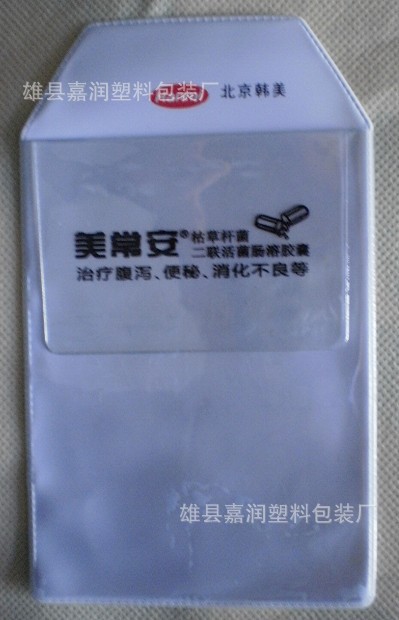 雄县嘉润塑料包装厂
北京韩美
美常安®枯草杆菌
二联活菌肠溶胶囊
治疗腹泻、便秘、消化不良等
雄县嘉润塑料包装厂